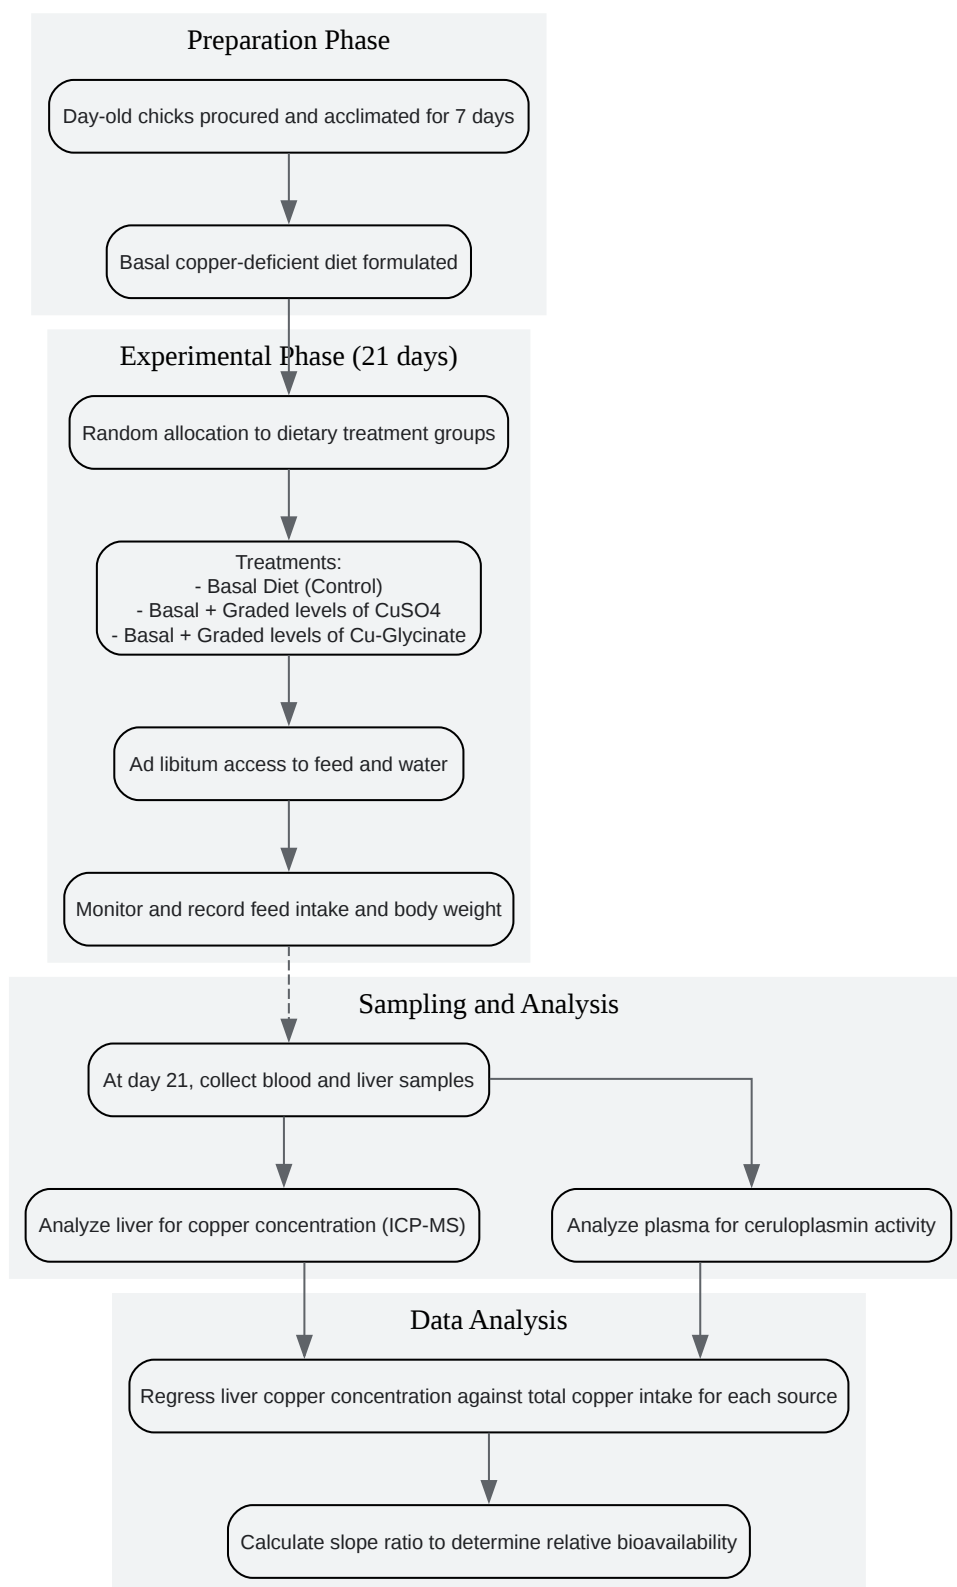 Preparation Phase
Day-old chicks procured and acclimated for 7 days
Basal copper-deficient diet formulated
Experimental Phase (21 days)
Random allocation to dietary treatment groups
Treatments:
- Basal Diet (Control)
- Basal + Graded levels of CuSO4
- Basal + Graded levels of Cu-Glycinate
Ad libitum access to feed and water
Monitor and record feed intake and body weight
Sampling and Analysis
At day 21, collect blood and liver samples
Analyze liver for copper concentration (ICP-MS)
Analyze plasma for ceruloplasmin activity
Data Analysis
Regress liver copper concentration against total copper intake for each source
Calculate slope ratio to determine relative bioavailability